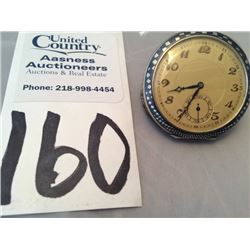 United
Country
Aasness
Auctioneers
Auctions & Real Estate
Phone: 218-998-4454
160